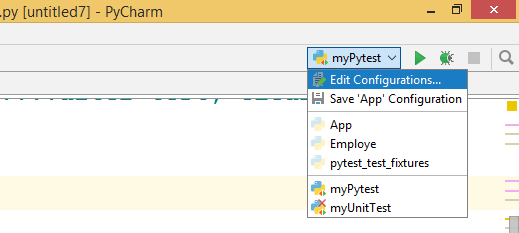 .py [untitled7] - PyCharm
myPytest
Edit Configurations...
Save 'App' Configuration
App
Employe
pytest_test_fixtures
myPytest
myUnitTest